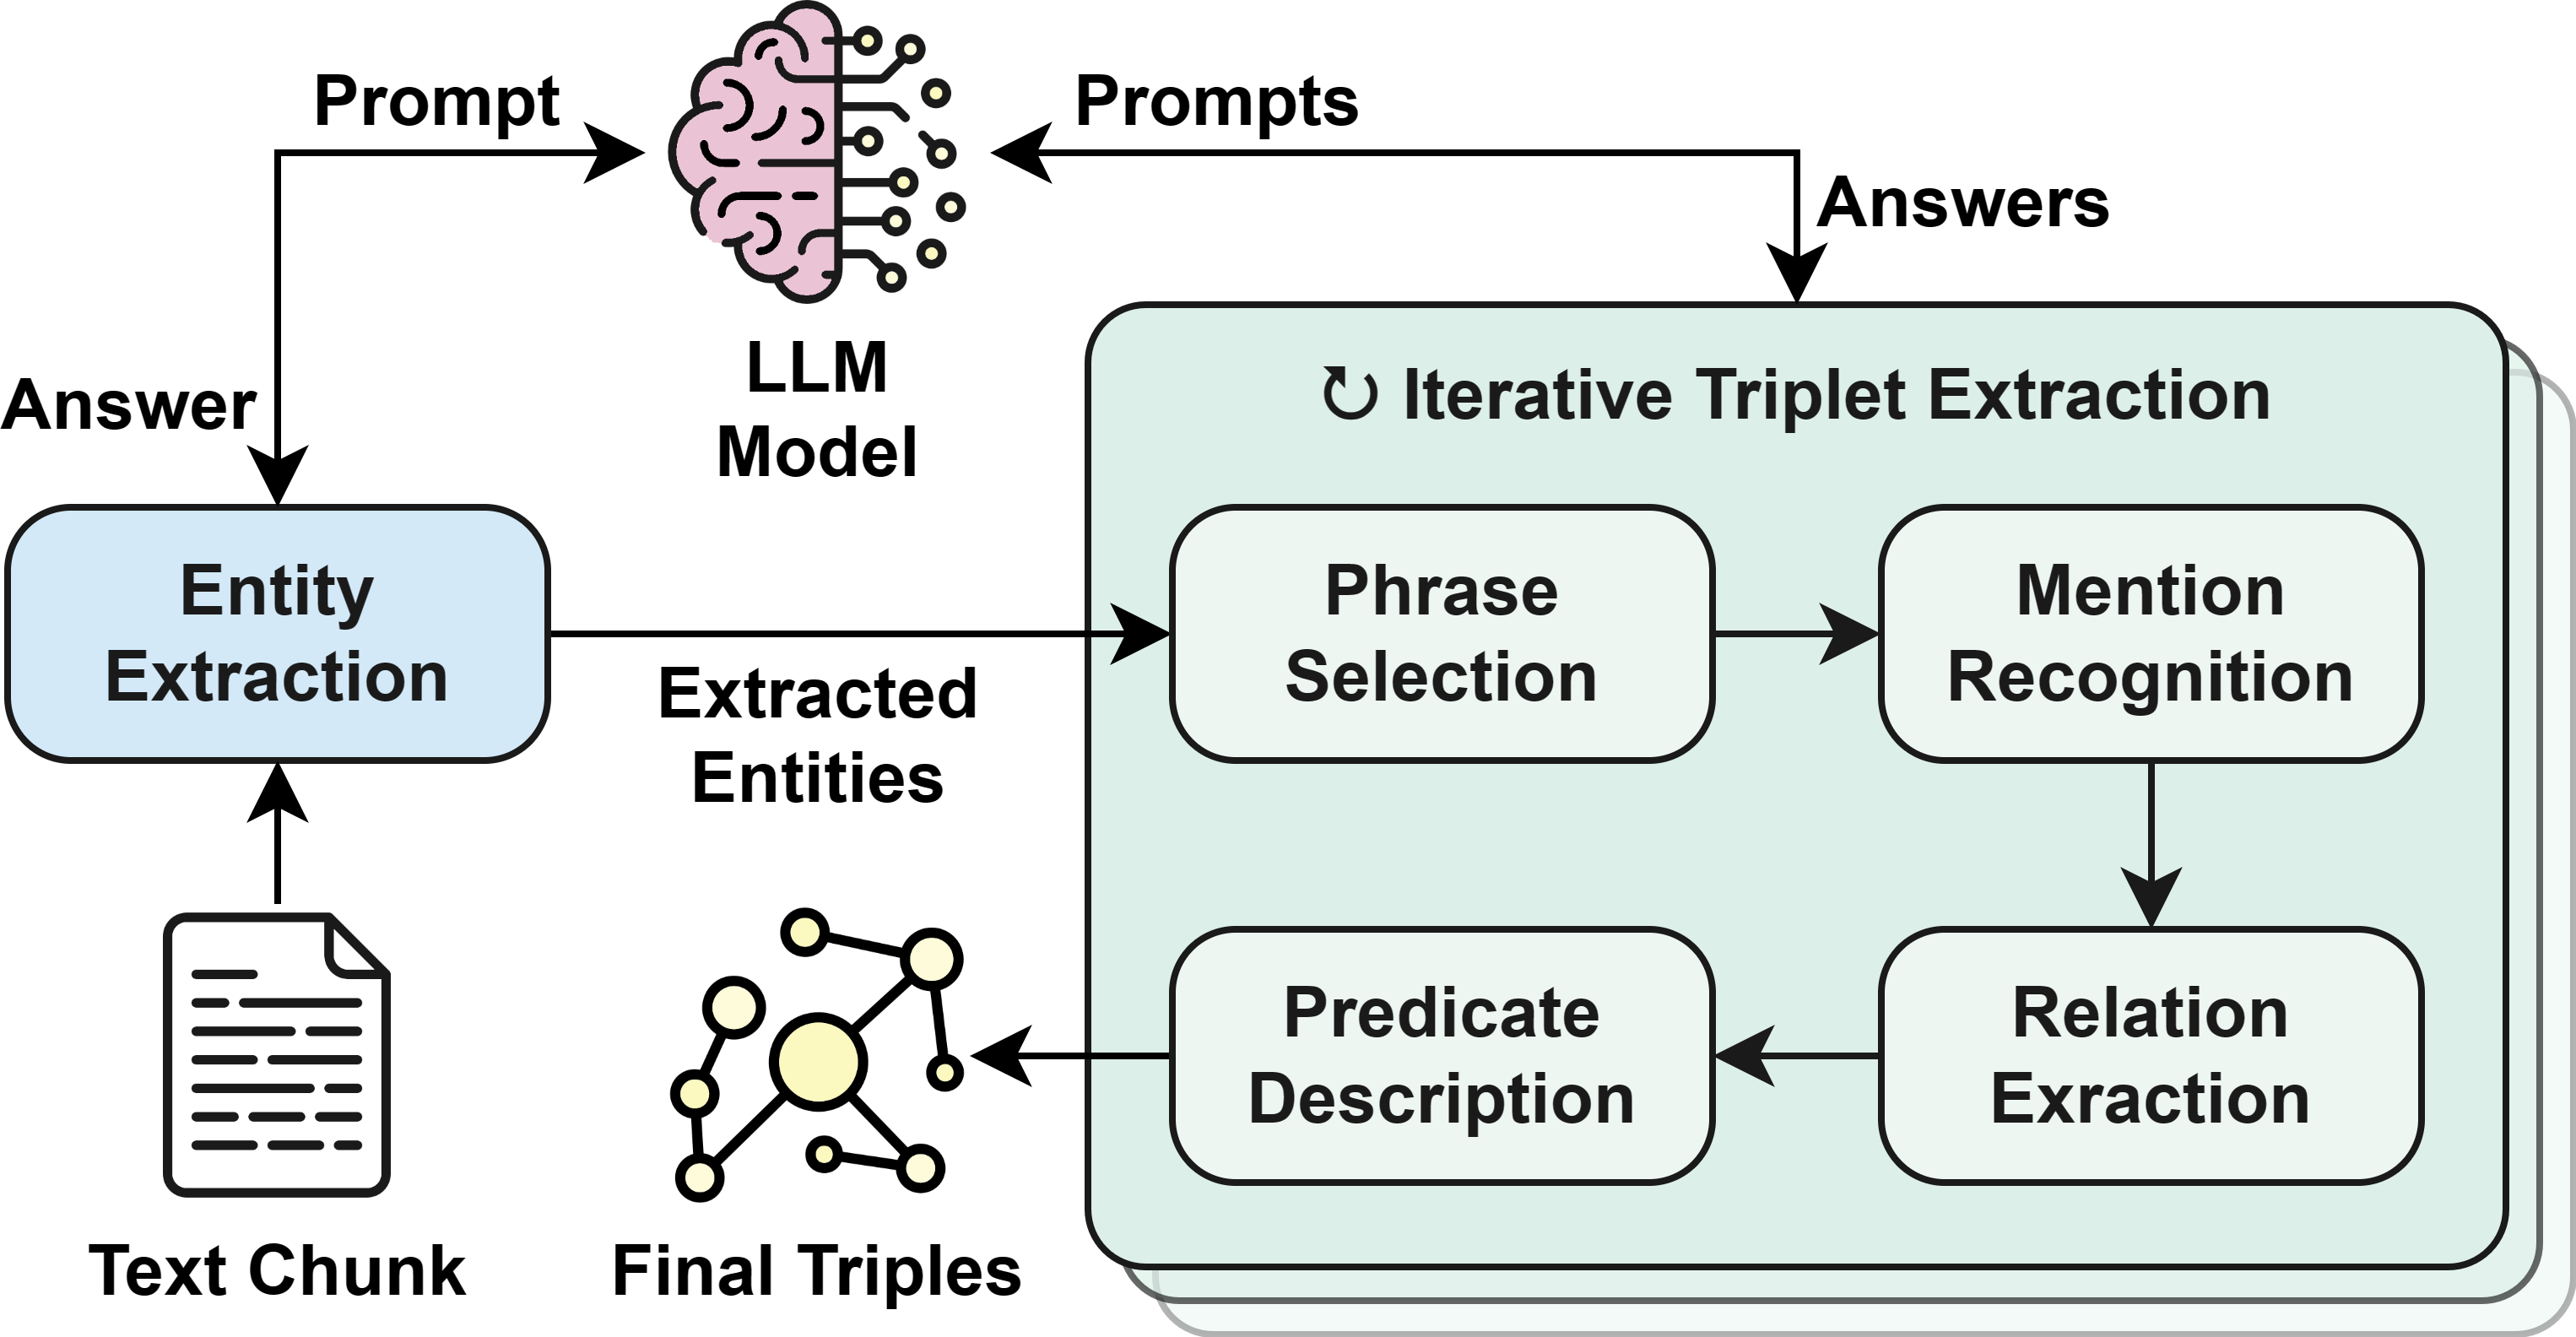 Prompt
Prompts
Answers
LLM
Model
Answer
Iterative Triplet Extraction
Entity
Extraction
Extracted
Entities
Phrase
Selection
Mention
Recognition
Relation
Exraction
Predicate
Description
Text Chunk
Final Triples